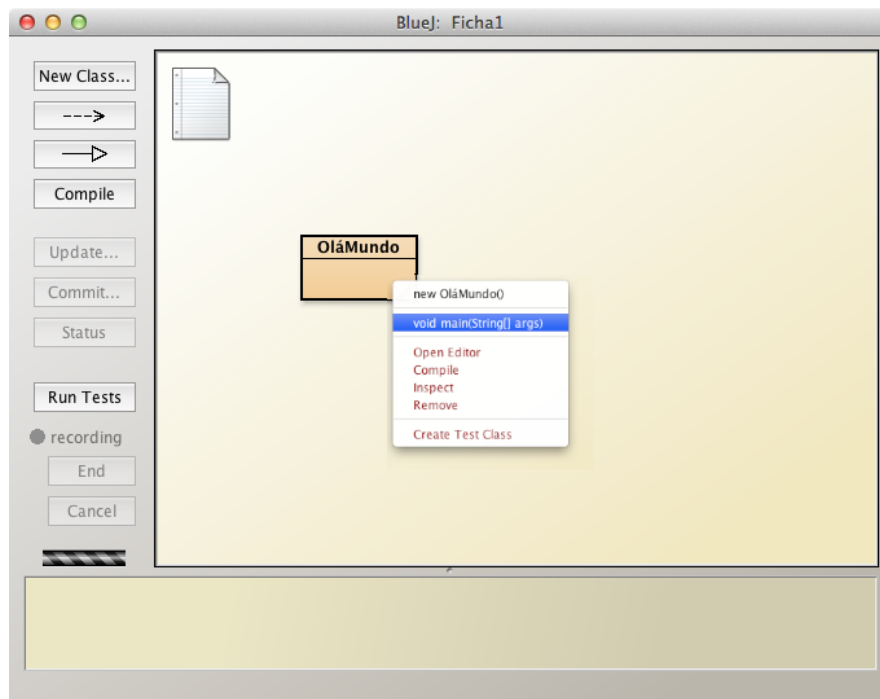 BlueJ: Ficha1
New Class...
Compile
Update...
Commit...
Status
Run Tests
recording
End
Cancel
OláMundo
new OláMundo()
void main(String[] args)
Open Editor
Compile
Inspect
Remove
Create Test Class